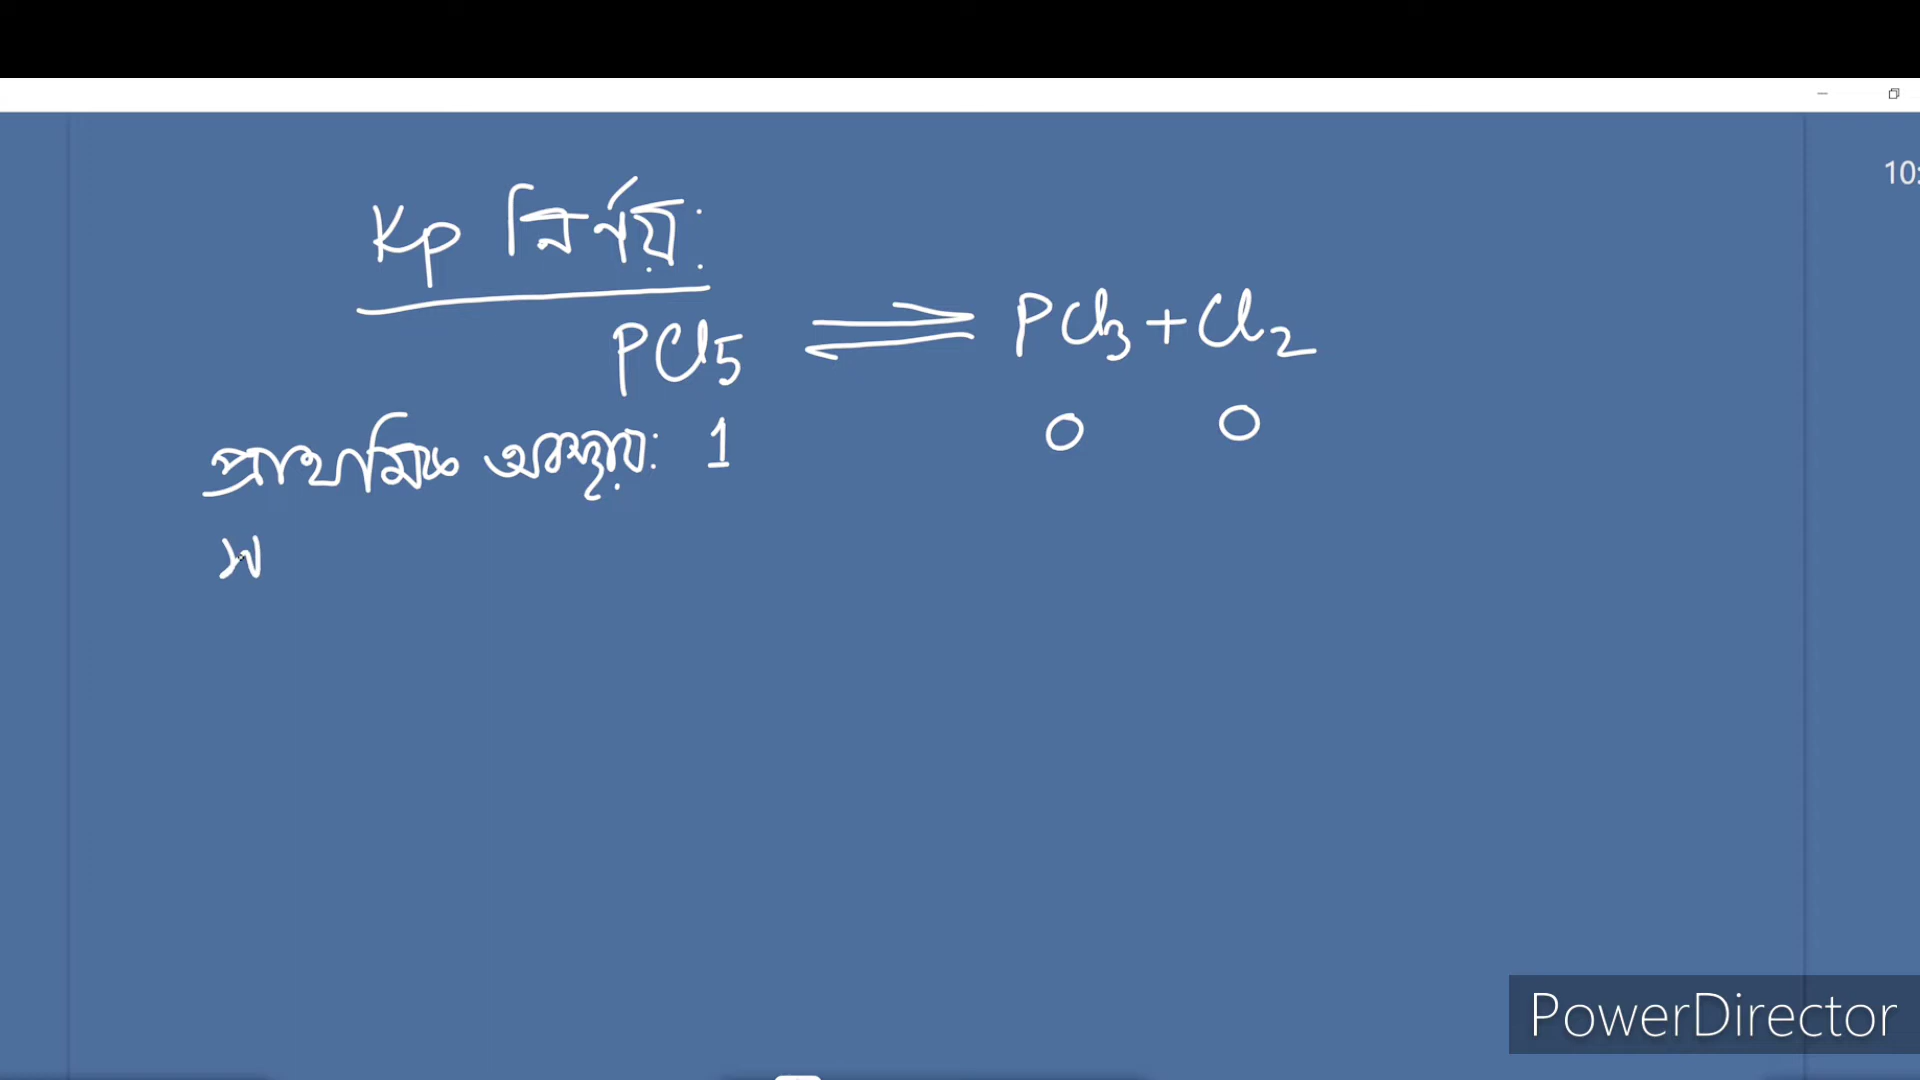 10:
Kp নির্ণয়:
PCl5 ⇌ PCl3 + Cl2
প্রাথমিক অবস্থায়: 1 0 0
স
PowerDirector